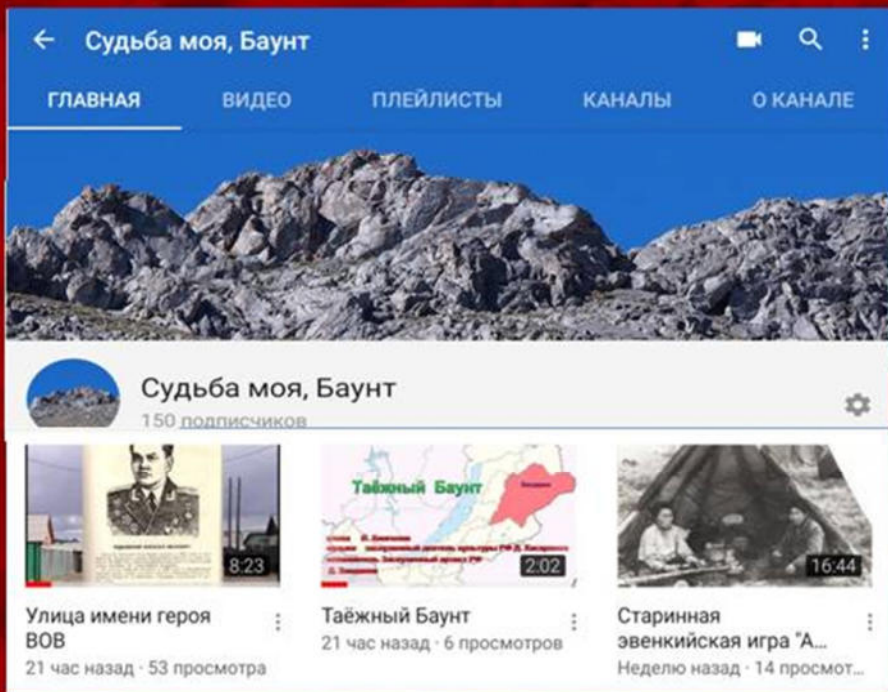 Судьба моя, Баунт
ГЛАВНАЯ ВИДЕО ПЛЕЙЛИСТЫ КАНАЛЫ О КАНАЛЕ
Судьба моя, Баунт
150 подписчиков
8:23
Таёжный Баунт
2:02
16:44
Улица имени героя
ВОВ
21 час назад · 53 просмотра
Таёжный Баунт
21 час назад · 6 просмотров
Старинная
эвенкийская игра "А...
Неделю назад · 14 просмот...